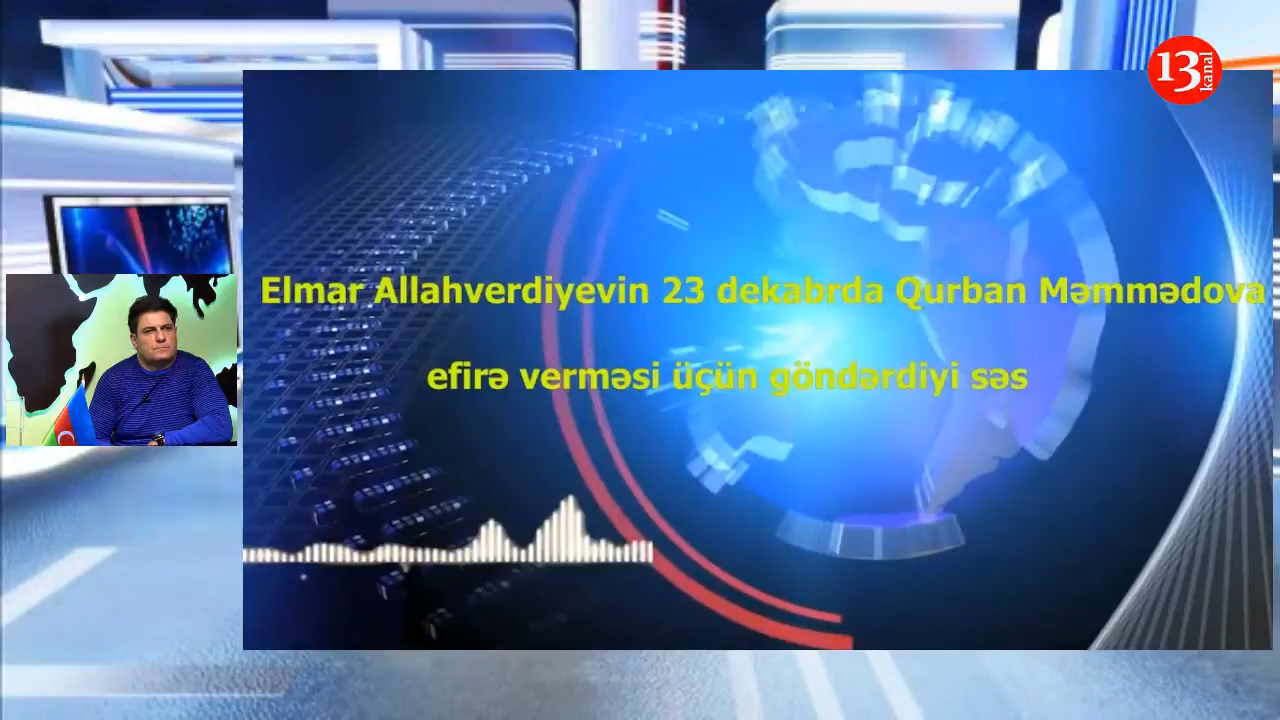 13 kanal
Elmar Allahverdiyevin 23 dekabrda Qurban Məmmədova
efirə verməsi üçün göndərdiyi səs